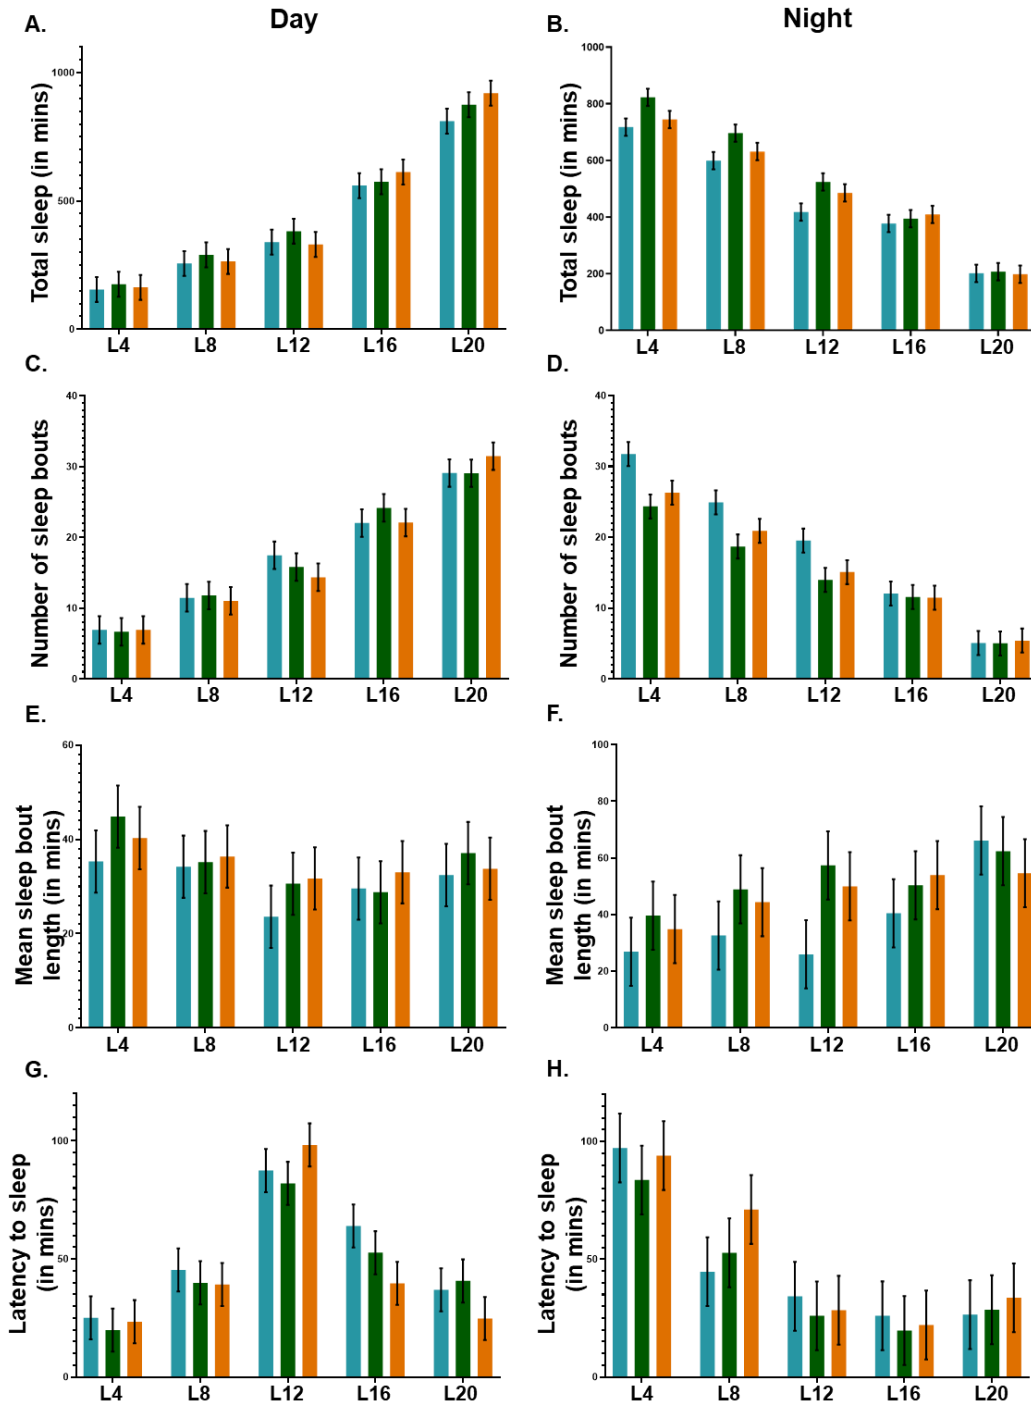 A.
Day
B.
Night
Total sleep (in mins)
1000
500
0
L4 L8 L12 L16 L20
Total sleep (in mins)
1000
800
600
400
200
0
L4 L8 L12 L16 L20
C.
D.
Number of sleep bouts
40
30
20
10
0
L4 L8 L12 L16 L20
Number of sleep bouts
40
30
20
10
0
L4 L8 L12 L16 L20
E.
F.
Mean sleep bout
length (in mins)
60
40
20
0
L4 L8 L12 L16 L20
Mean sleep bout
length (in mins)
100
80
60
40
20
0
L4 L8 L12 L16 L20
G.
H.
Latency to sleep
(in mins)
100
50
0
L4 L8 L12 L16 L20
Latency to sleep
(in mins)
100
50
0
L4 L8 L12 L16 L20